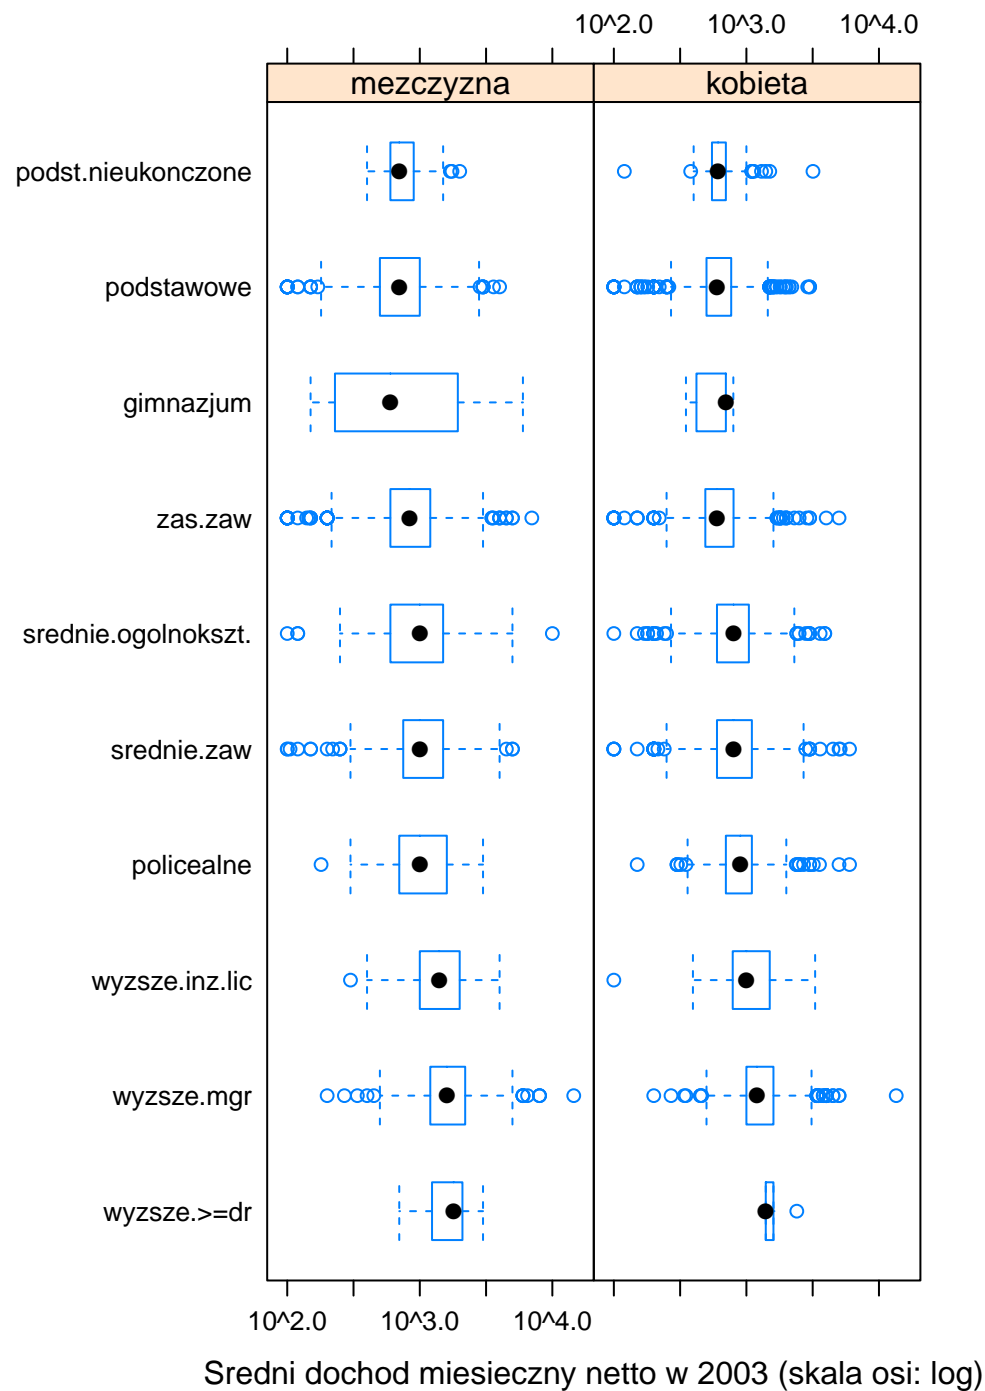 10^2.0 10^3.0 10^4.0
mezczyzna kobieta
podst.nieukonczone
podstawowe
gimnazjum
zas.zaw
srednie.ogolnokszt.
srednie.zaw
policealne
wyzsze.inz.lic
wyzsze.mgr
wyzsze.>=dr
10^2.0 10^3.0 10^4.0
Sredni dochod miesieczny netto w 2003 (skala osi: log)